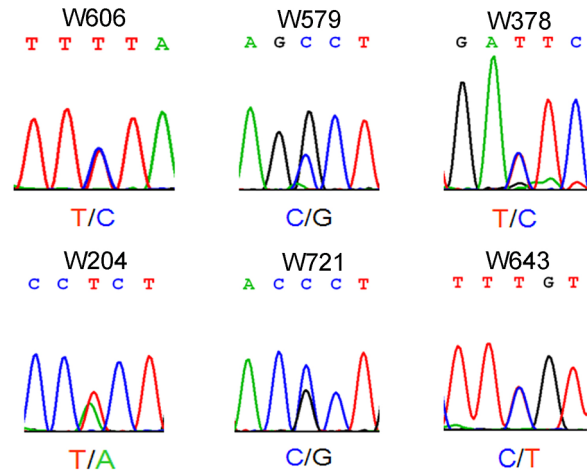 W606 W579 W378
T T T T A A G C C T G A T T C
T/C C/G T/C
W204 W721 W643
C C T C T A C C C T T T T G T
T/A C/G C/T